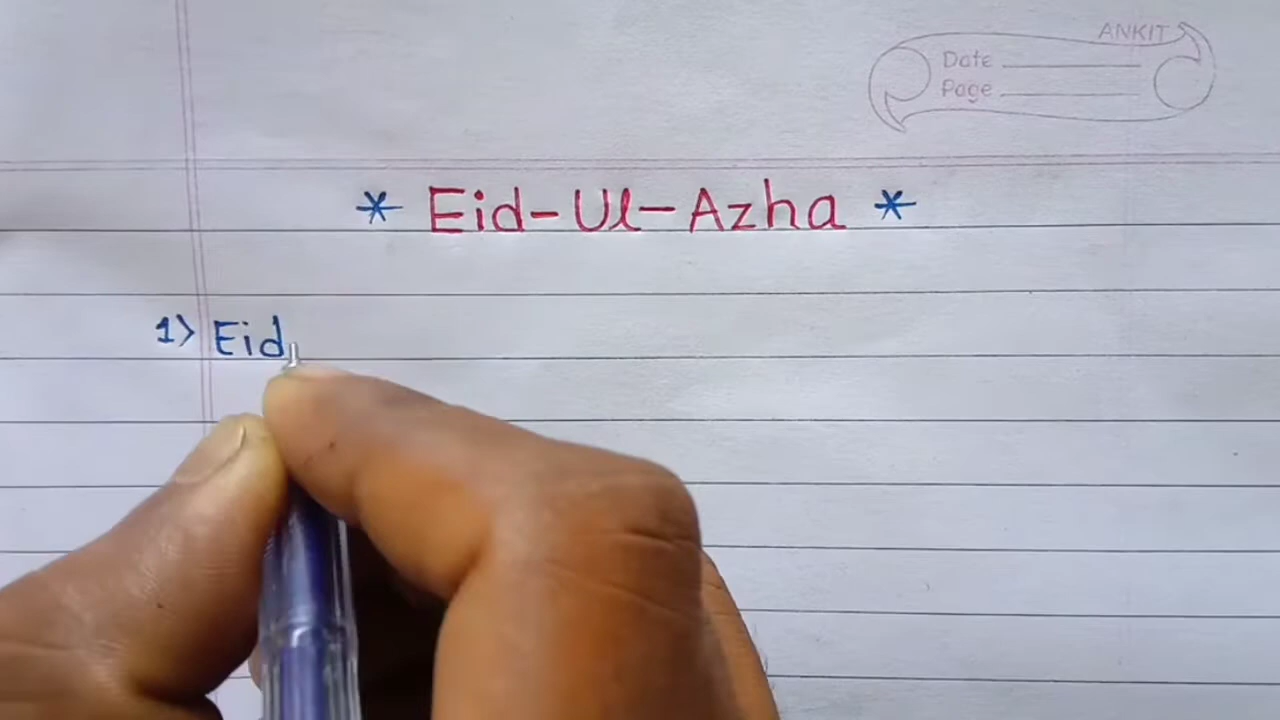 ANKIT
Date
Page
* Eid-Ul-Azha *
1) Eid